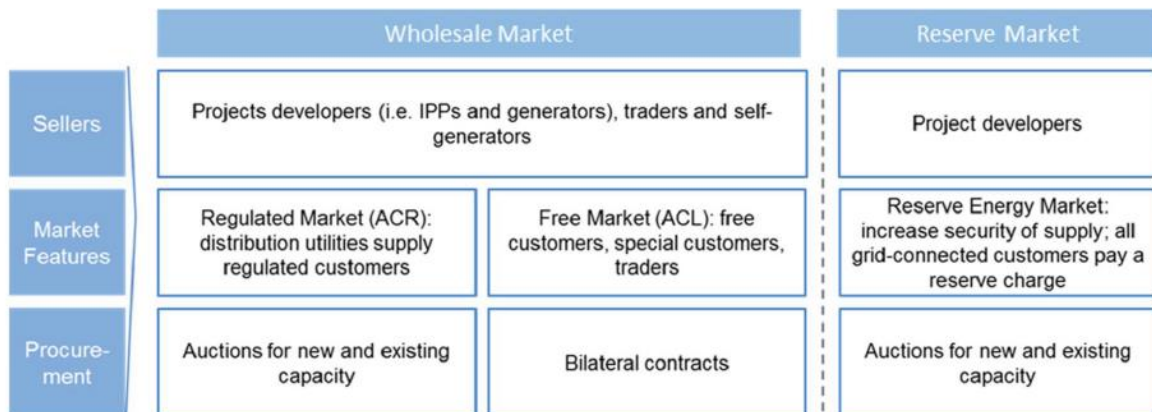 Wholesale Market
Reserve Market
Sellers
Projects developers (i.e. IPPs and generators), traders and self-
generators
Project developers
Market
Features
Regulated Market (ACR):
distribution utilities supply
regulated customers
Free Market (ACL): free
customers, special customers,
traders
Reserve Energy Market:
increase security of supply; all
grid-connected customers pay a
reserve charge
Procure-
ment
Auctions for new and existing
capacity
Bilateral contracts
Auctions for new and existing
capacity